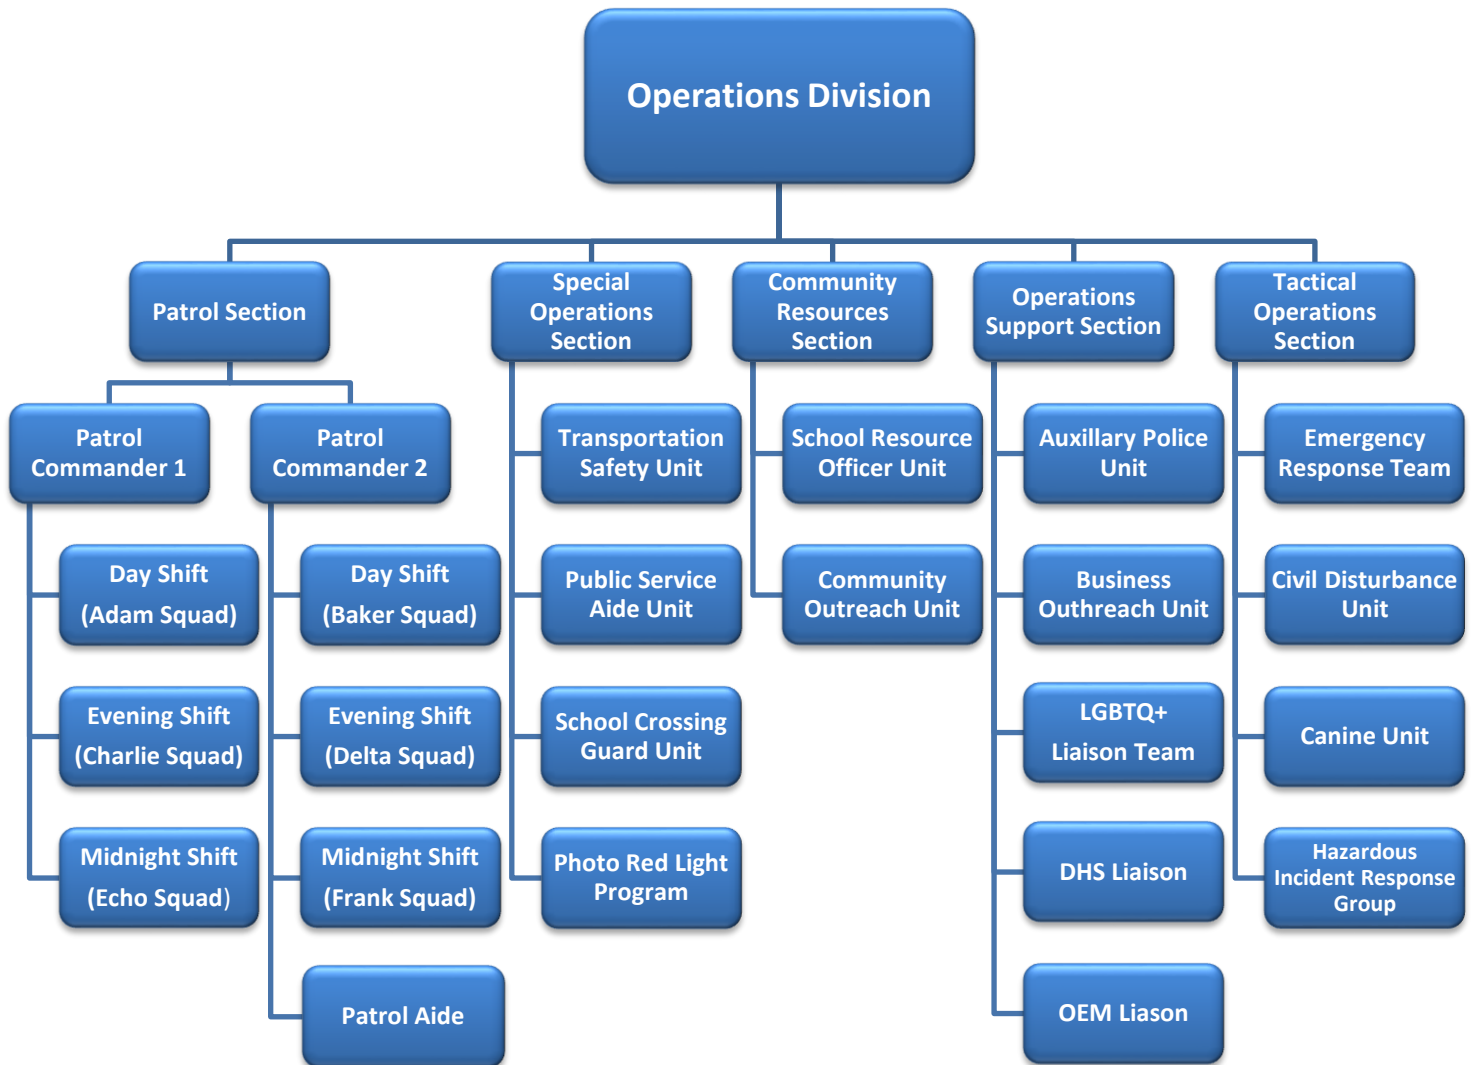 Operations Division
Patrol Section
Special
Operations
Section
Community
Resources
Section
Operations
Support Section
Tactical
Operations
Section
Patrol
Commander 1
Patrol
Commander 2
Transportation
Safety Unit
School Resource
Officer Unit
Auxillary Police
Unit
Emergency
Response Team
Day Shift
(Adam Squad)
Day Shift
(Baker Squad)
Public Service
Aide Unit
Community
Outreach Unit
Business
Outhreach Unit
Civil Disturbance
Unit
Evening Shift
(Charlie Squad)
Evening Shift
(Delta Squad)
School Crossing
Guard Unit
LGBTQ+
Liaison Team
Canine Unit
Midnight Shift
(Echo Squad)
Midnight Shift
(Frank Squad)
Photo Red Light
Program
DHS Liaison
Hazardous
Incident Response
Group
Patrol Aide
OEM Liason